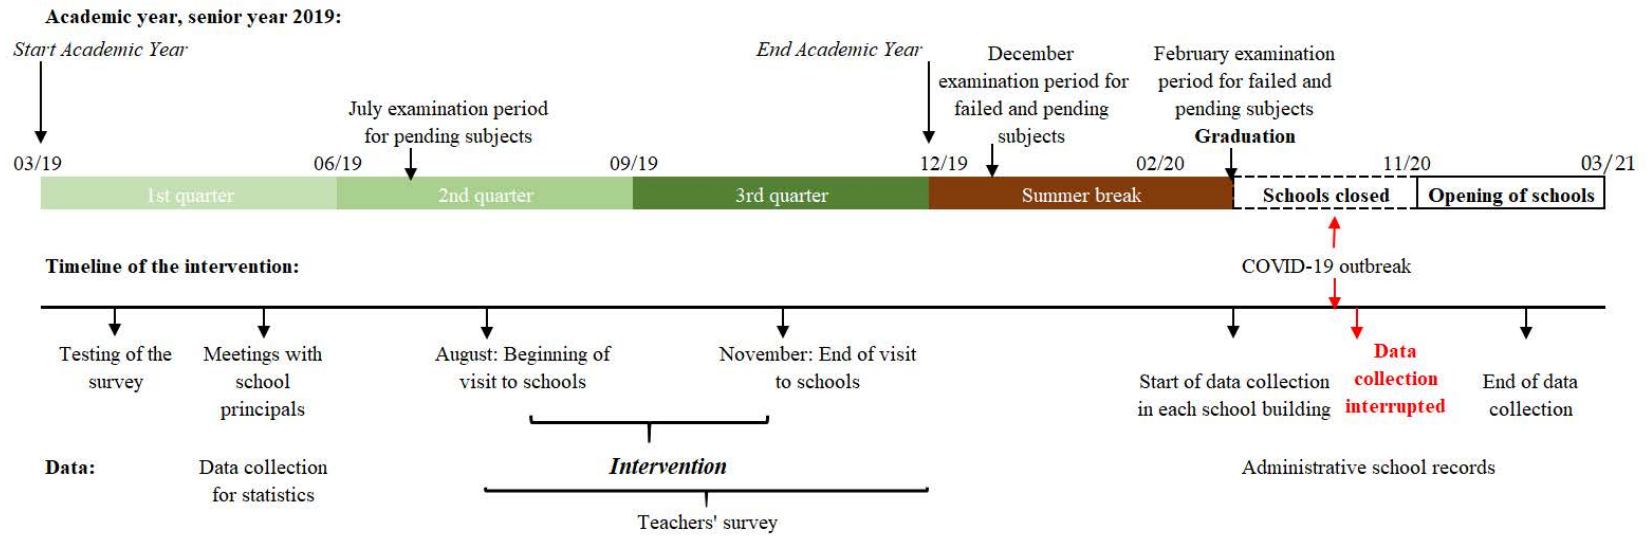 Academic year, senior year 2019:
Start Academic Year
End Academic Year
December
examination period for
failed and pending
subjects
February examination
period for failed and
pending subjects
Graduation
July examination period
for pending subjects
03/19
06/19
09/19
12/19
02/20
11/20
03/21
1st quarter
2nd quarter
3rd quarter
Summer break
Schools closed
Opening of schools
Timeline of the intervention:
COVID-19 outbreak
Testing of the
survey
Meetings with
school
principals
August: Beginning of
visit to schools
November: End of visit
to schools
Start of data collection
in each school building
Data
collection
interrupted
End of data
collection
Data:
Data collection
for statistics
Intervention
Administrative school records
Teachers' survey